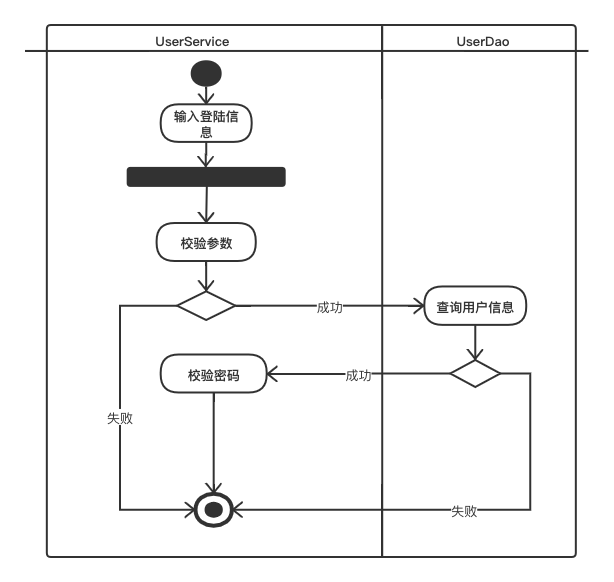 UserService
UserDao
输入登陆信
息
校验参数
成功
查询用户信息
校验密码
成功
失败
失败